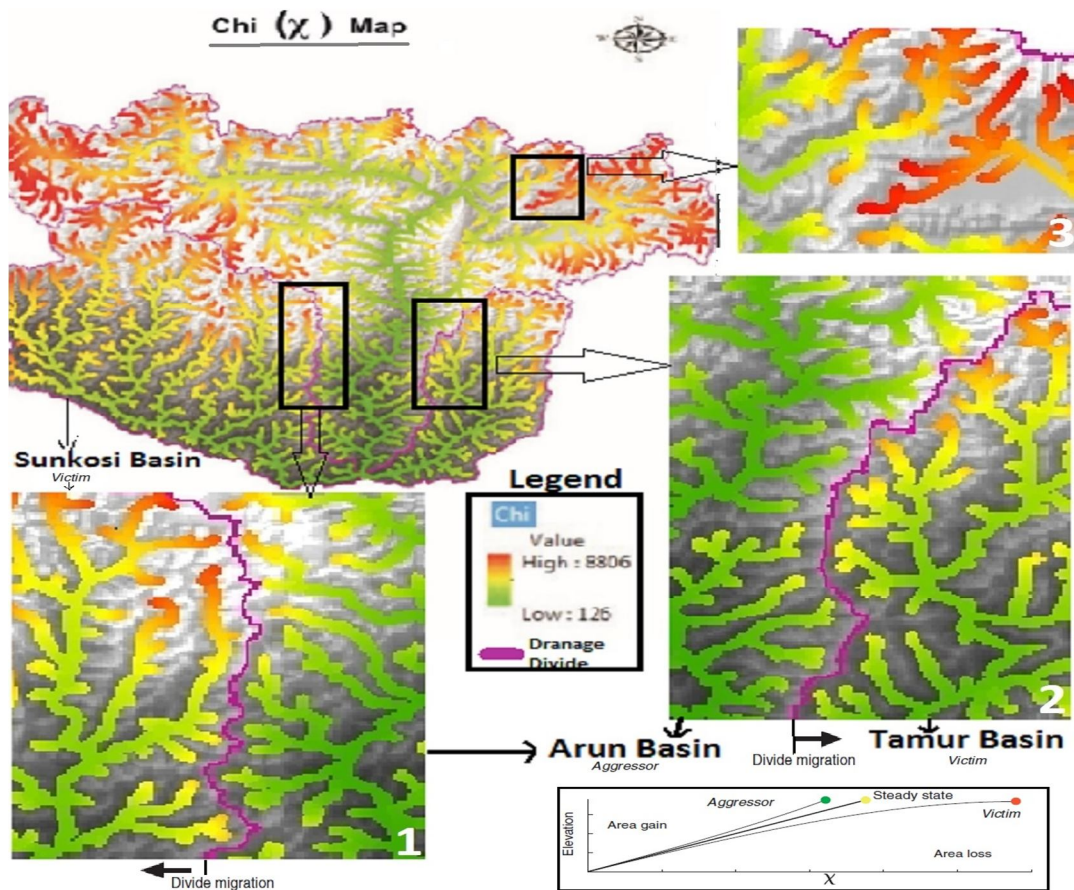 Chi (χ) Map
N
W
E
S
3
Sunkosi Basin
Victim
Legend
Chi
Value
High : 8806
Low : 126
Dranage
Divide
1
2
Arun Basin
Aggressor
Divide migration
Tamur Basin
Victim
Divide migration
Elevation
Area gain
Aggressor
Steady state
Victim
Area loss
χ